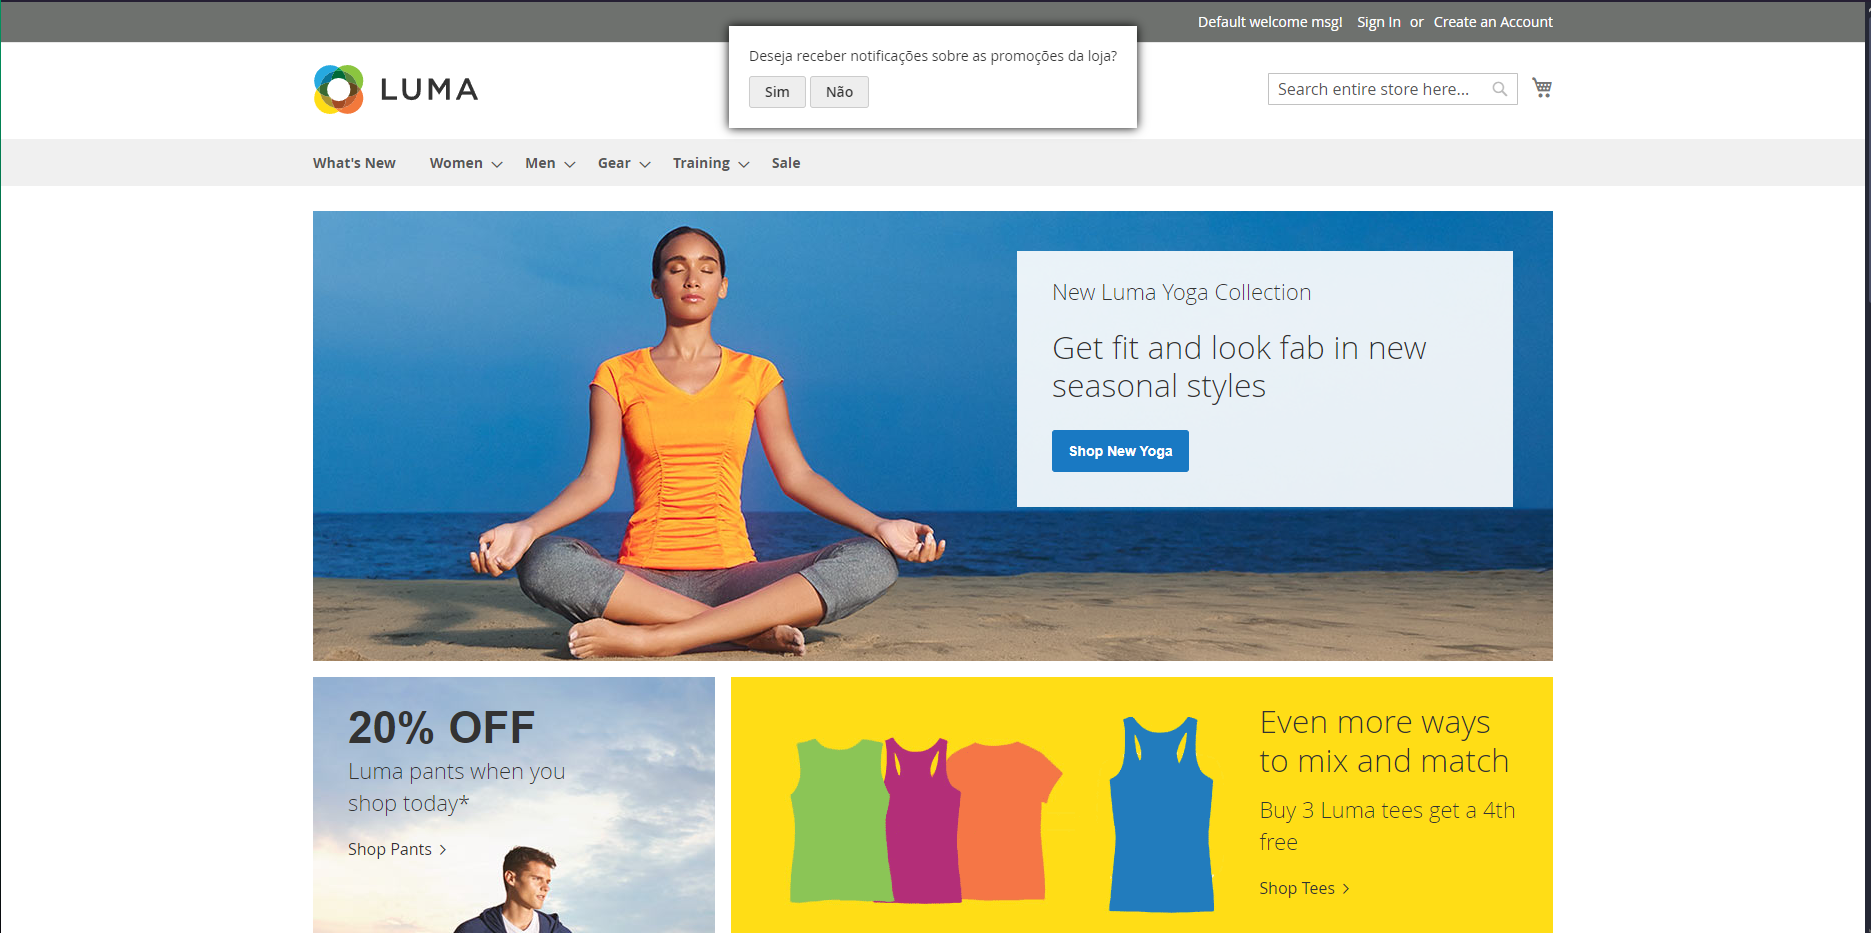 Default welcome msg! Sign In or Create an Account
Deseja receber notificações sobre as promoções da loja?
Sim Não
LUMA
Search entire store here...
What's New Women Men Gear Training Sale
New Luma Yoga Collection
Get fit and look fab in new
seasonal styles
Shop New Yoga
20% OFF
Luma pants when you
shop today*
Shop Pants
Even more ways
to mix and match
Buy 3 Luma tees get a 4th
free
Shop Tees